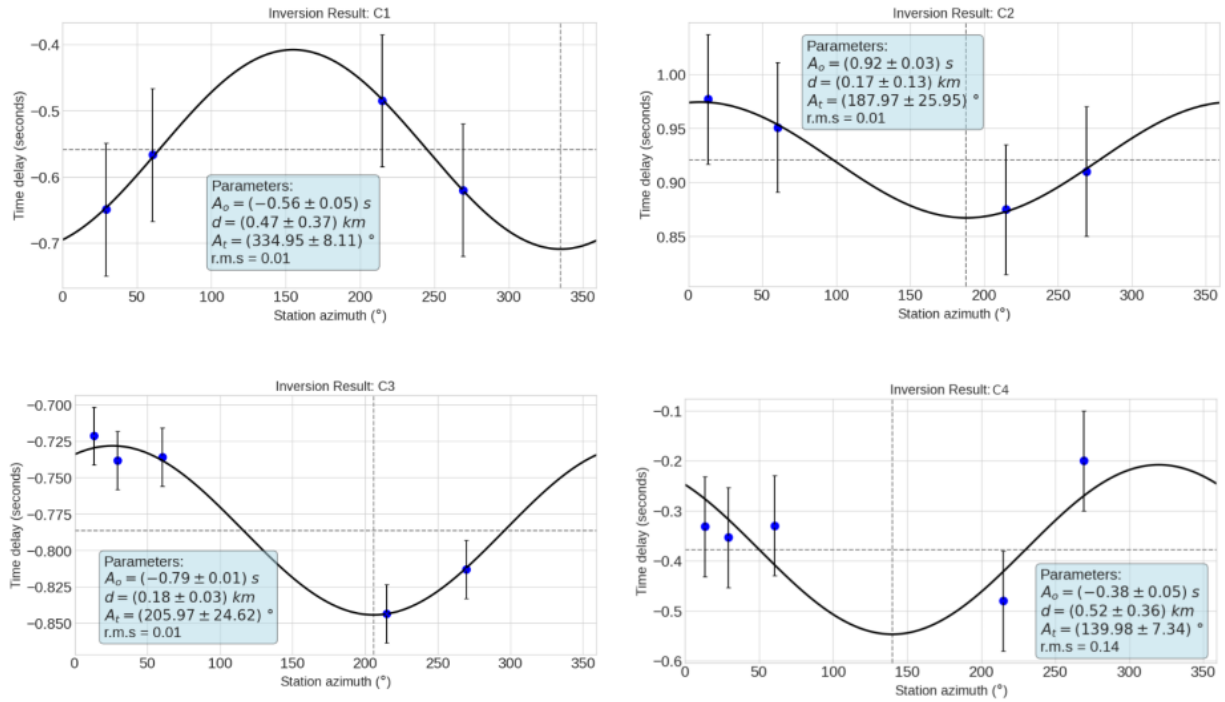 Inversion Result: C1
Time delay (seconds)
−0.4
−0.5
−0.6
−0.7
Parameters:
A_o = (−0.56 ± 0.05) s
d = (0.47 ± 0.37) km
A_t = (334.95 ± 8.11) °
r.m.s = 0.01
0 50 100 150 200 250 300 350
Station azimuth (°)
Inversion Result: C2
Time delay (seconds)
1.00
0.95
0.90
0.85
Parameters:
A_o = (0.92 ± 0.03) s
d = (0.17 ± 0.13) km
A_t = (187.97 ± 25.95) °
r.m.s = 0.01
0 50 100 150 200 250 300 350
Station azimuth (°)
Inversion Result: C3
Time delay (seconds)
−0.700
−0.725
−0.750
−0.775
−0.800
−0.825
−0.850
Parameters:
A_o = (−0.79 ± 0.01) s
d = (0.18 ± 0.03) km
A_t = (205.97 ± 24.62) °
r.m.s = 0.01
0 50 100 150 200 250 300 350
Station azimuth (°)
Inversion Result: C4
Time delay (seconds)
−0.1
−0.2
−0.3
−0.4
−0.5
−0.6
Parameters:
A_o = (−0.38 ± 0.05) s
d = (0.52 ± 0.36) km
A_t = (139.98 ± 7.34) °
r.m.s = 0.14
0 50 100 150 200 250 300 350
Station azimuth (°)